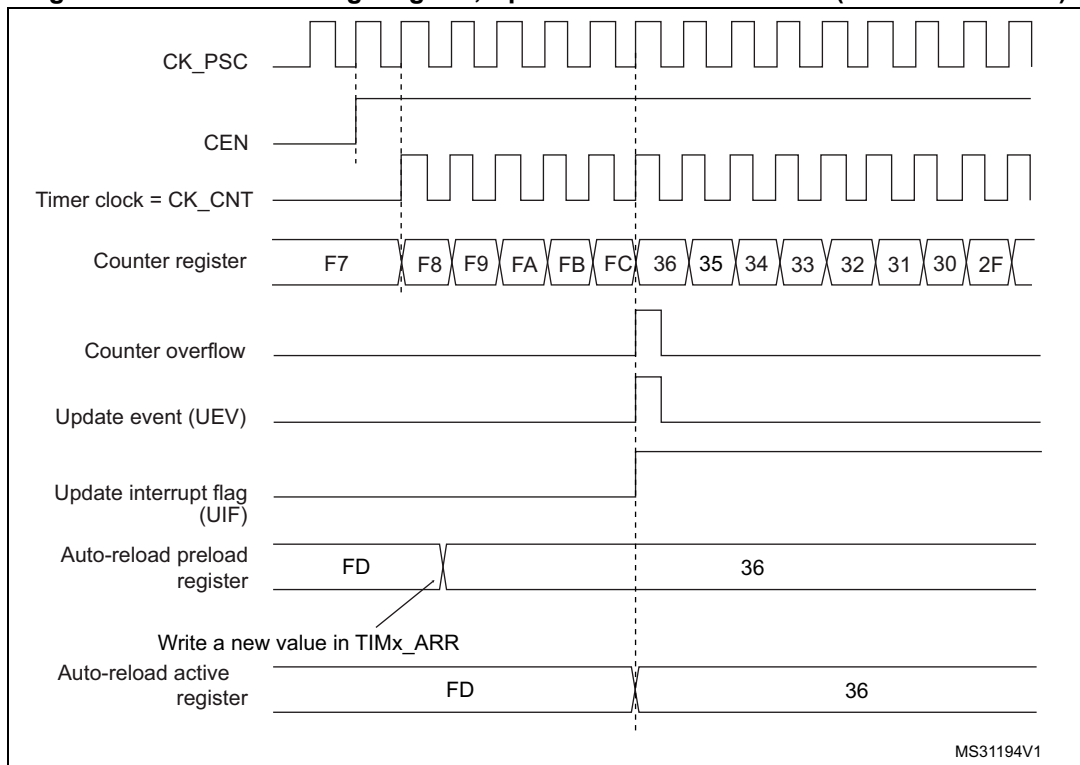 CK_PSC
CEN
Timer clock = CK_CNT
Counter register F7 F8 F9 FA FB FC 36 35 34 33 32 31 30 2F
Counter overflow
Update event (UEV)
Update interrupt flag
(UIF)
Auto-reload preload
register
FD 36
Write a new value in TIMx_ARR
Auto-reload active
register
FD 36
MS31194V1